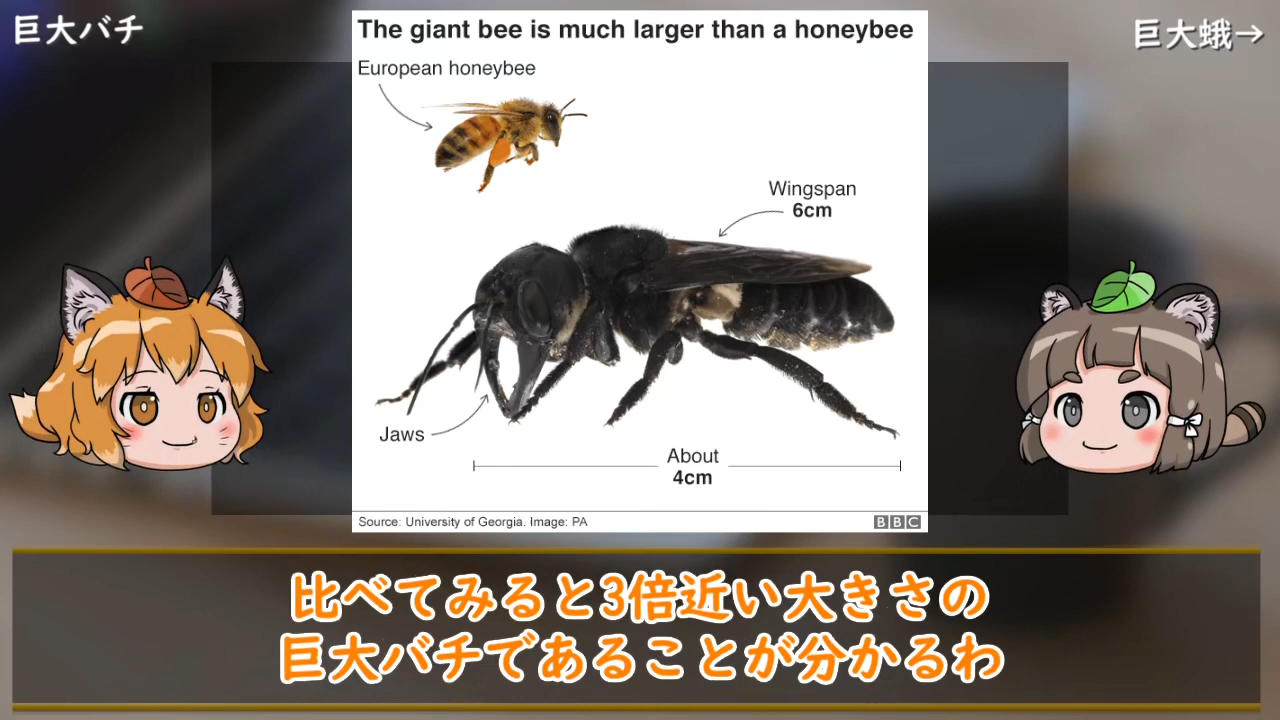 巨大バチ
巨大蛾→
The giant bee is much larger than a honeybee
European honeybee
Wingspan
6cm
Jaws
About
4cm
Source: University of Georgia. Image: PA
BBC
比べてみると3倍近い大きさの
巨大バチであることが分かるわ